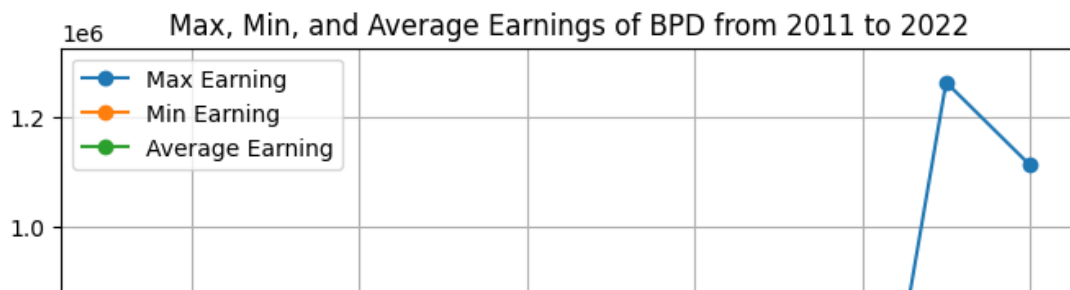 Max, Min, and Average Earnings of BPD from 2011 to 2022
1e6
Max Earning
Min Earning
Average Earning
1.2
1.0